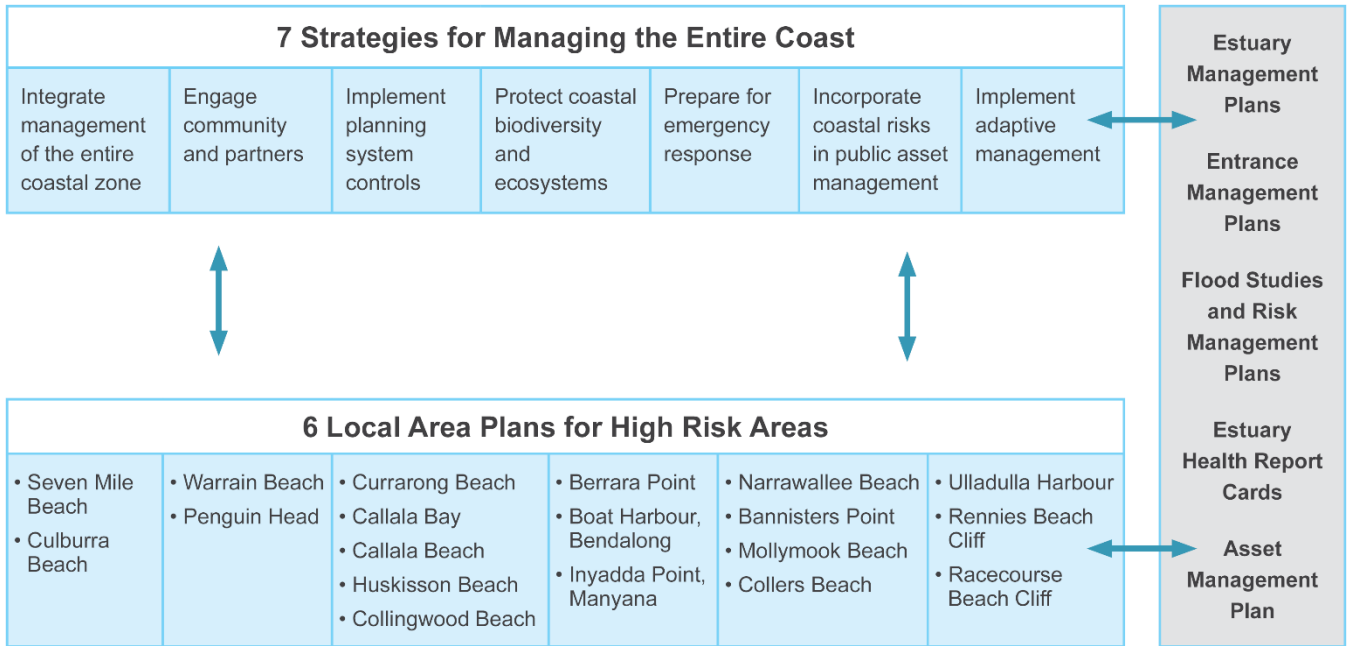 7 Strategies for Managing the Entire Coast
Integrate
management
of the entire
coastal zone
Engage
community
and partners
Implement
planning
system
controls
Protect coastal
biodiversity
and
ecosystems
Prepare for
emergency
response
Incorporate
coastal risks
in public asset
management
Implement
adaptive
management
6 Local Area Plans for High Risk Areas
• Seven Mile
Beach
• Culburra
Beach
• Warrain Beach
• Penguin Head
• Currarong Beach
• Callala Bay
• Callala Beach
• Huskisson Beach
• Collingwood Beach
• Berrara Point
• Boat Harbour,
Bendalong
• Inyadda Point,
Manyana
• Narrawallee Beach
• Bannisters Point
• Mollymook Beach
• Collers Beach
• Ulladulla Harbour
• Rennies Beach
Cliff
• Racecourse
Beach Cliff
Estuary
Management
Plans
Entrance
Management
Plans
Flood Studies
and Risk
Management
Plans
Estuary
Health Report
Cards
Asset
Management
Plan